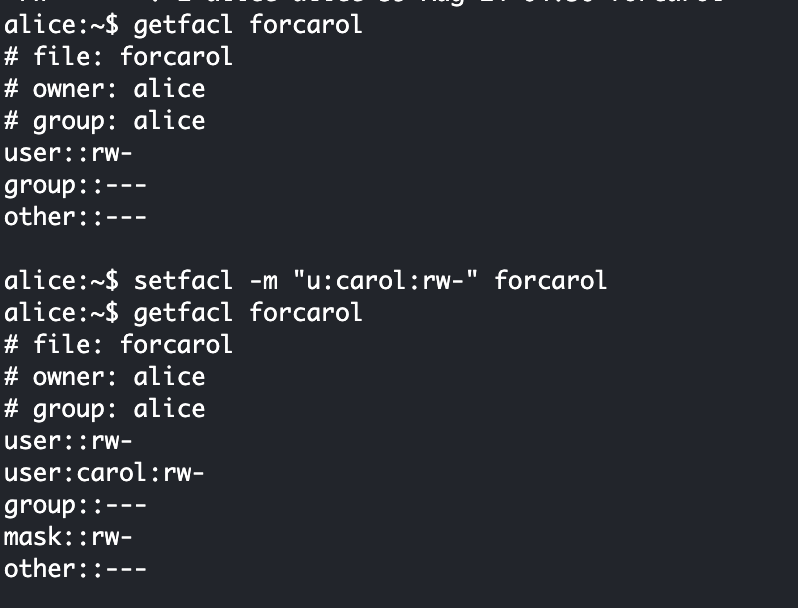 alice:~$ getfacl forcarol
# file: forcarol
# owner: alice
# group: alice
user::rw-
group::---
other::---
alice:~$ setfacl -m "u:carol:rw-" forcarol
alice:~$ getfacl forcarol
# file: forcarol
# owner: alice
# group: alice
user::rw-
user:carol:rw-
group::---
mask::rw-
other::---